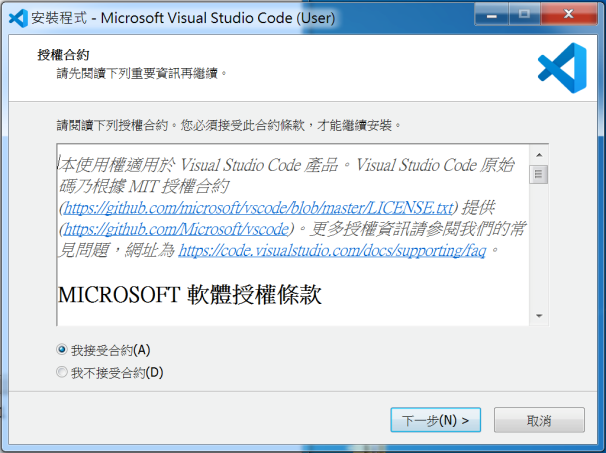 安裝程式 - Microsoft Visual Studio Code (User)
授權合約
請先閱讀下列重要資訊再繼續。
請閱讀下列授權合約。您必須接受此合約條款，才能繼續安裝。
本使用權適用於 Visual Studio Code 產品。Visual Studio Code 原始
碼乃根據 MIT 授權合約
(https://github.com/microsoft/vscode/blob/master/LICENSE.txt) 提供
(https://github.com/Microsoft/vscode)。更多授權資訊請參閱我們的常
見問題，網址為 https://code.visualstudio.com/docs/supporting/faq。
MICROSOFT 軟體授權條款
我接受合約(A)
我不接受合約(D)
下一步(N) >
取消